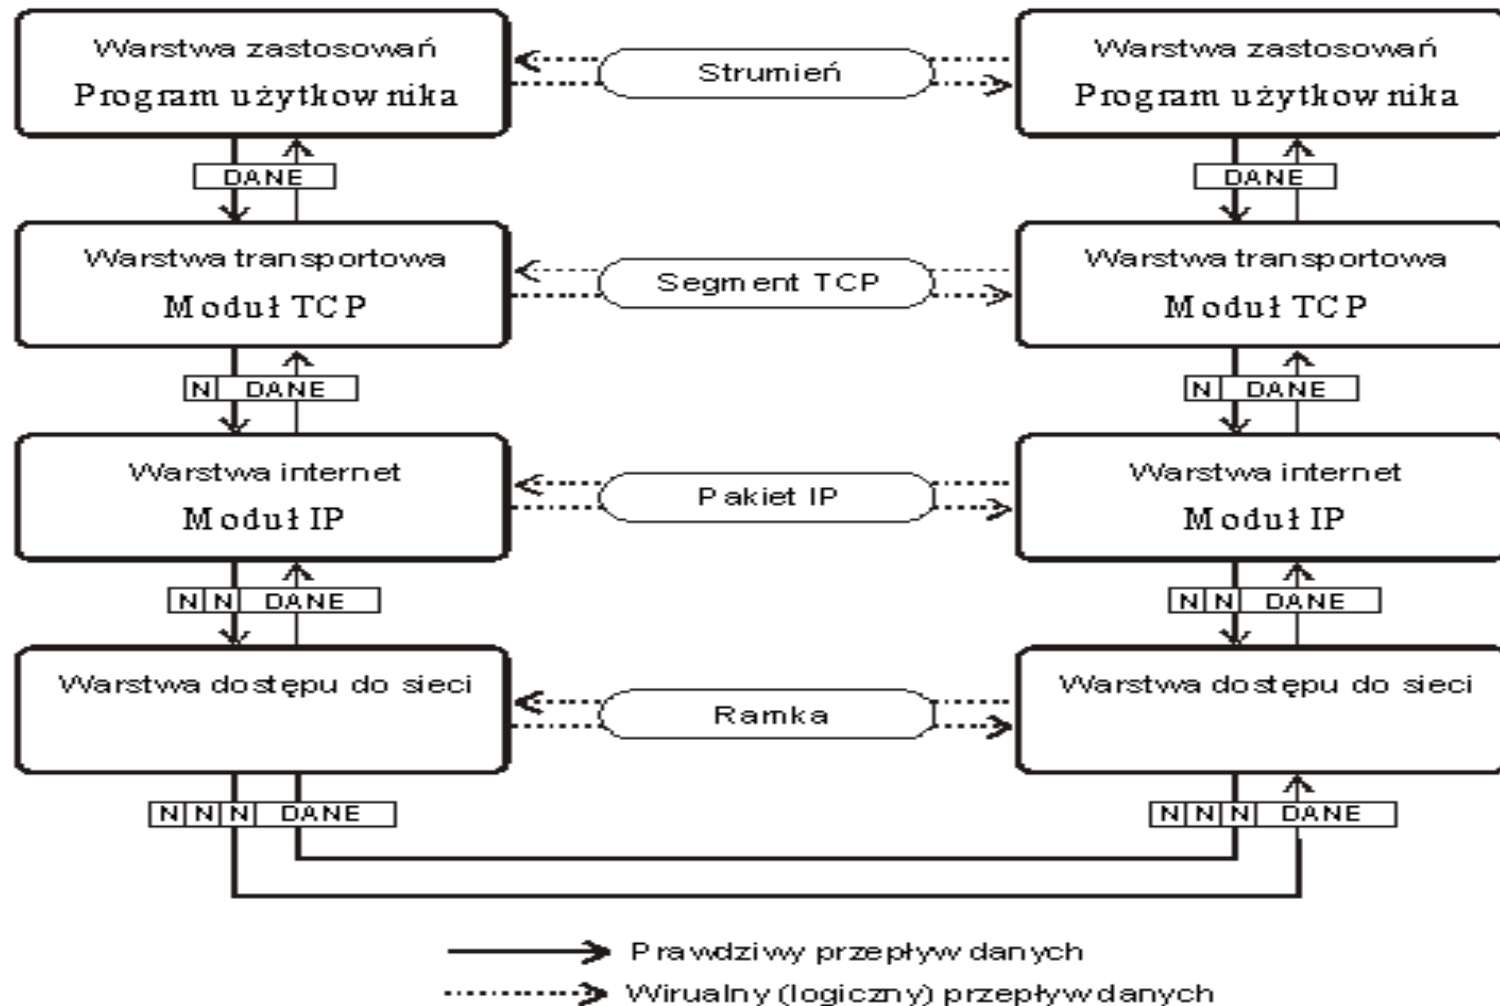 Warstwa zastosowań
Program użytkownika
Strumień
Warstwa zastosowań
Program użytkownika
DANE
DANE
Warstwa transportowa
Moduł TCP
Segment TCP
Warstwa transportowa
Moduł TCP
N DANE
N DANE
Warstwa internet
Moduł IP
Pakiet IP
Warstwa internet
Moduł IP
N N DANE
N N DANE
Warstwa dostępu do sieci
Ramka
Warstwa dostępu do sieci
N N N DANE
N N N DANE
Prawdziwy przepływ danych
Wirualny (logiczny) przepływ danych